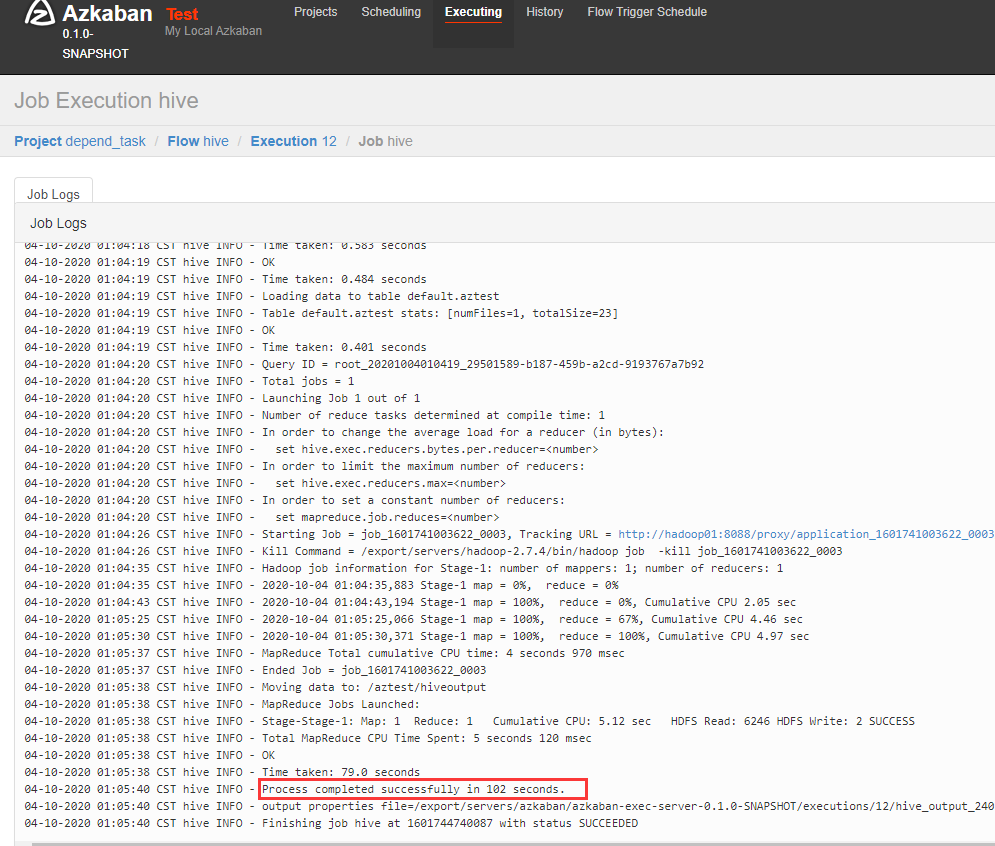 Azkaban Test Projects Scheduling Executing History Flow Trigger Schedule
0.1.0- My Local Azkaban
SNAPSHOT
Job Execution hive
Project depend_task / Flow hive / Execution 12 / Job hive
Job Logs
Job Logs
04-10-2020 01:04:18 CST hive INFO - Time taken: 0.583 seconds
04-10-2020 01:04:19 CST hive INFO - OK
04-10-2020 01:04:19 CST hive INFO - Time taken: 0.484 seconds
04-10-2020 01:04:19 CST hive INFO - Loading data to table default.aztest
04-10-2020 01:04:19 CST hive INFO - Table default.aztest stats: [numFiles=1, totalSize=23]
04-10-2020 01:04:19 CST hive INFO - OK
04-10-2020 01:04:19 CST hive INFO - Time taken: 0.401 seconds
04-10-2020 01:04:20 CST hive INFO - Query ID = root_20201004010419_29501589-b187-459b-a2cd-9193767a7b92
04-10-2020 01:04:20 CST hive INFO - Total jobs = 1
04-10-2020 01:04:20 CST hive INFO - Launching Job 1 out of 1
04-10-2020 01:04:20 CST hive INFO - Number of reduce tasks determined at compile time: 1
04-10-2020 01:04:20 CST hive INFO - In order to change the average load for a reducer (in bytes):
04-10-2020 01:04:20 CST hive INFO -   set hive.exec.reducers.bytes.per.reducer=<number>
04-10-2020 01:04:20 CST hive INFO - In order to limit the maximum number of reducers:
04-10-2020 01:04:20 CST hive INFO -   set hive.exec.reducers.max=<number>
04-10-2020 01:04:20 CST hive INFO - In order to set a constant number of reducers:
04-10-2020 01:04:20 CST hive INFO -   set mapreduce.job.reduces=<number>
04-10-2020 01:04:26 CST hive INFO - Starting Job = job_1601741003622_0003, Tracking URL = http://hadoop01:8088/proxy/application_1601741003622_0003
04-10-2020 01:04:26 CST hive INFO - Kill Command = /export/servers/hadoop-2.7.4/bin/hadoop job  -kill job_1601741003622_0003
04-10-2020 01:04:35 CST hive INFO - Hadoop job information for Stage-1: number of mappers: 1; number of reducers: 1
04-10-2020 01:04:35 CST hive INFO - 2020-10-04 01:04:35,883 Stage-1 map = 0%,  reduce = 0%
04-10-2020 01:04:43 CST hive INFO - 2020-10-04 01:04:43,194 Stage-1 map = 100%,  reduce = 0%, Cumulative CPU 2.05 sec
04-10-2020 01:05:25 CST hive INFO - 2020-10-04 01:05:25,066 Stage-1 map = 100%,  reduce = 67%, Cumulative CPU 4.46 sec
04-10-2020 01:05:30 CST hive INFO - 2020-10-04 01:05:30,371 Stage-1 map = 100%,  reduce = 100%, Cumulative CPU 4.97 sec
04-10-2020 01:05:37 CST hive INFO - MapReduce Total cumulative CPU time: 4 seconds 970 msec
04-10-2020 01:05:37 CST hive INFO - Ended Job = job_1601741003622_0003
04-10-2020 01:05:38 CST hive INFO - Moving data to: /aztest/hiveoutput
04-10-2020 01:05:38 CST hive INFO - MapReduce Jobs Launched:
04-10-2020 01:05:38 CST hive INFO - Stage-Stage-1: Map: 1  Reduce: 1   Cumulative CPU: 5.12 sec   HDFS Read: 6246 HDFS Write: 2 SUCCESS
04-10-2020 01:05:38 CST hive INFO - Total MapReduce CPU Time Spent: 5 seconds 120 msec
04-10-2020 01:05:38 CST hive INFO - OK
04-10-2020 01:05:38 CST hive INFO - Time taken: 79.0 seconds
04-10-2020 01:05:40 CST hive INFO - Process completed successfully in 102 seconds.
04-10-2020 01:05:40 CST hive INFO - output properties file=/export/servers/azkaban/azkaban-exec-server-0.1.0-SNAPSHOT/executions/12/hive_output_240
04-10-2020 01:05:40 CST hive INFO - Finishing job hive at 1601744740087 with status SUCCEEDED